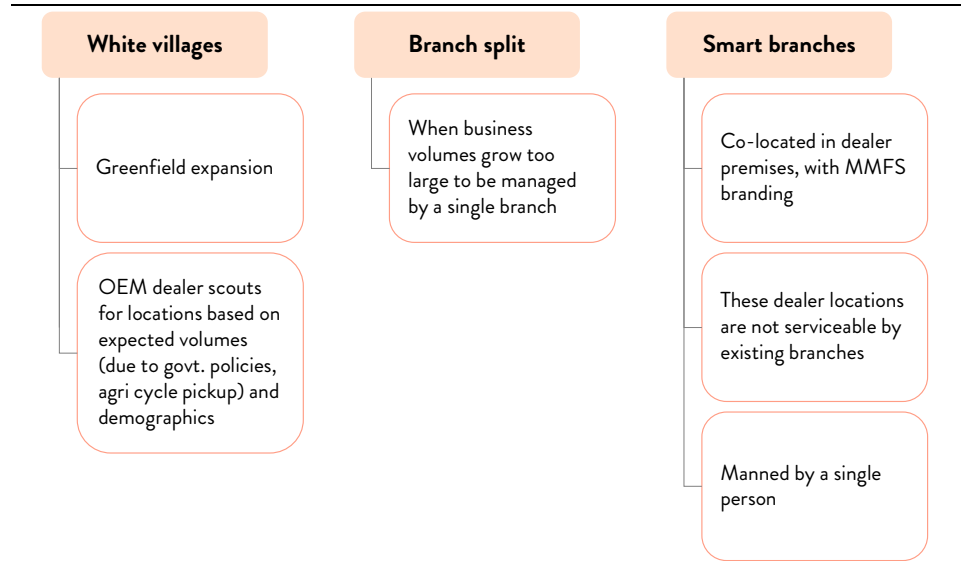 White villages
Greenfield expansion
OEM dealer scouts
for locations based on
expected volumes
(due to govt. policies,
agri cycle pickup) and
demographics
Branch split
When business
volumes grow too
large to be managed
by a single branch
Smart branches
Co-located in dealer
premises, with MMFS
branding
These dealer locations
are not serviceable by
existing branches
Manned by a single
person